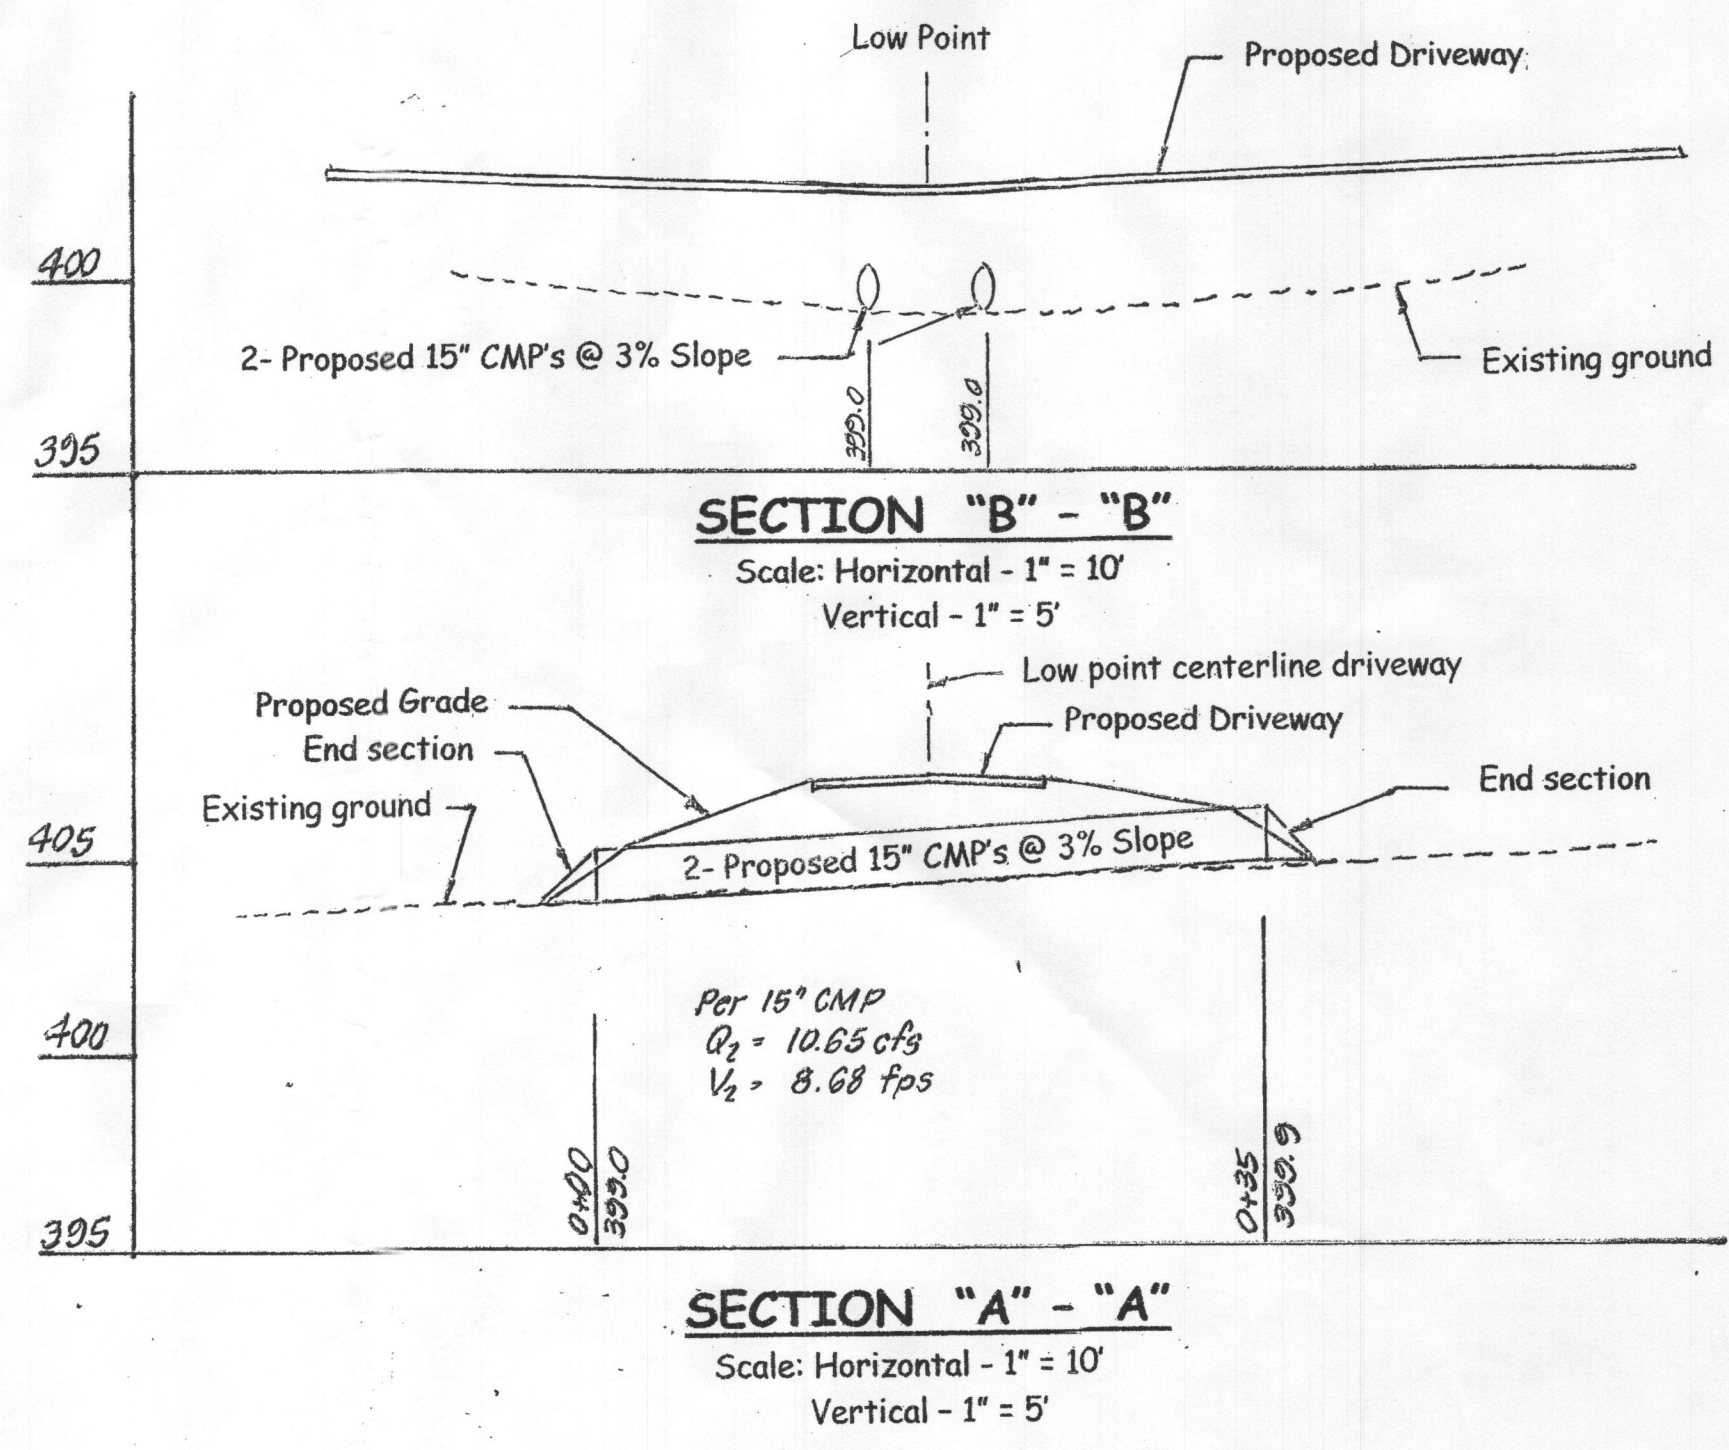 Low Point
Proposed Driveway
400
2- Proposed 15" CMP's @ 3% Slope
Existing ground
399.0
399.0
395
SECTION "B" - "B"
Scale: Horizontal - 1" = 10'
Vertical - 1" = 5'
Low point centerline driveway
Proposed Grade
Proposed Driveway
End section
End section
Existing ground
405
2- Proposed 15" CMP's @ 3% Slope
Per 15" CMP
Q2 = 10.65 cfs
V2 = 8.68 fps
400
0+00
399.0
0+35
399.9
395
SECTION "A" - "A"
Scale: Horizontal - 1" = 10'
Vertical - 1" = 5'